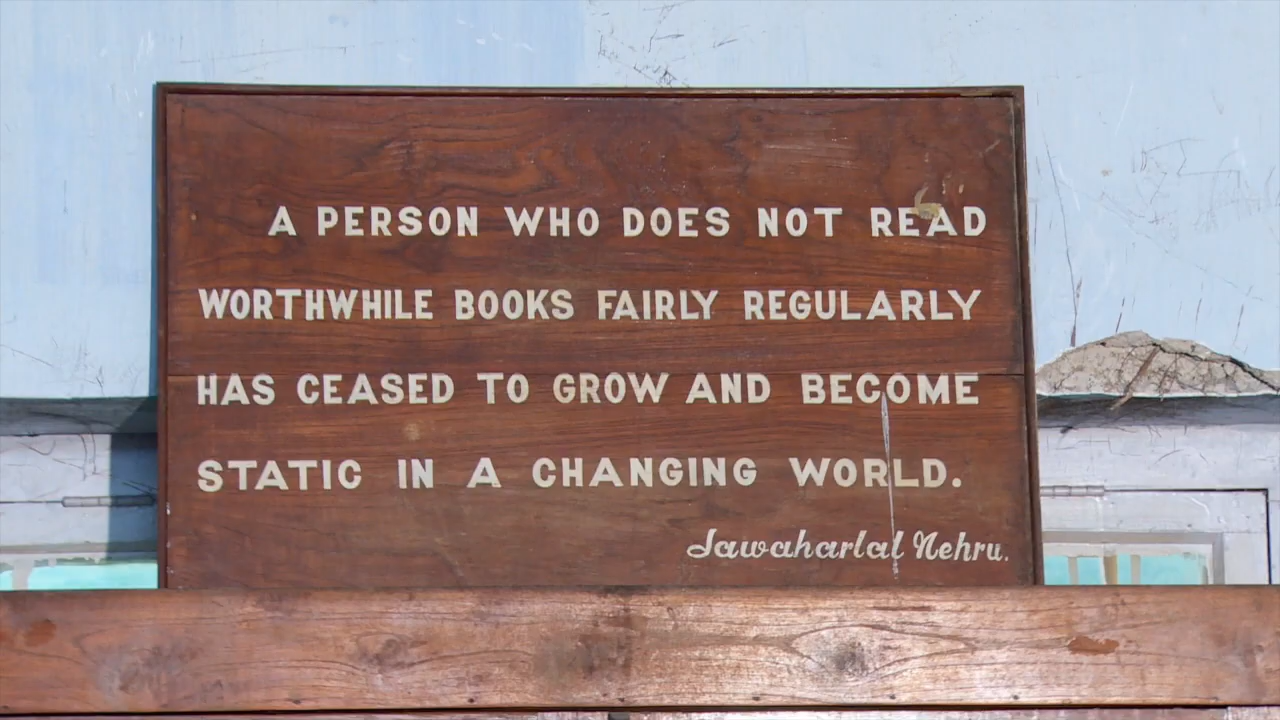 A PERSON WHO DOES NOT READ
WORTHWHILE BOOKS FAIRLY REGULARLY
HAS CEASED TO GROW AND BECOME
STATIC IN A CHANGING WORLD.
Jawaharlal Nehru.